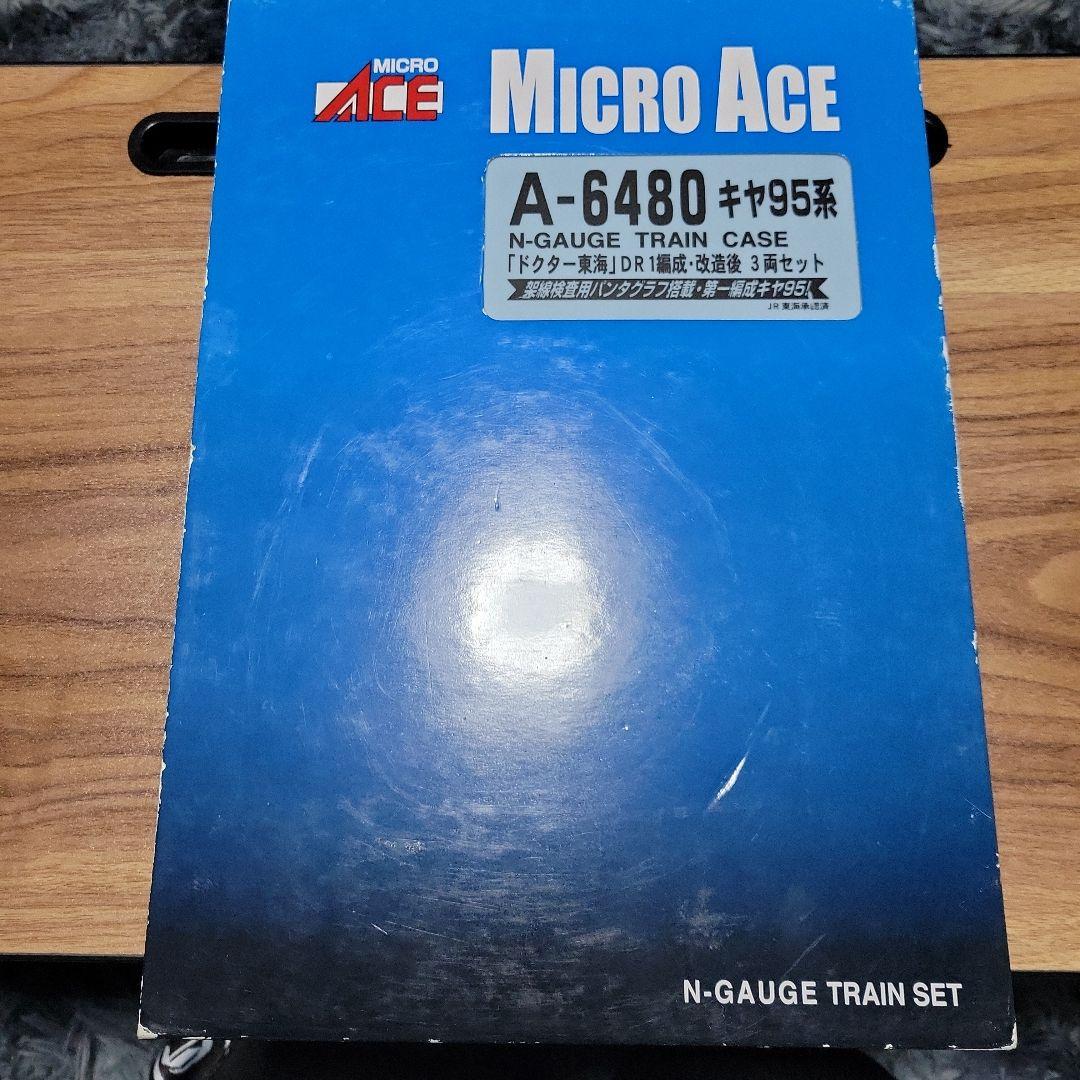 MICRO
ACE
MICRO ACE
A-6480 キヤ95系
N-GAUGE TRAIN CASE
「ドクター東海」DR1編成・改造後 3両セット
架線検査用パンタグラフ搭載・第一編成キヤ95!
JR東海承認済
N-GAUGE TRAIN SET